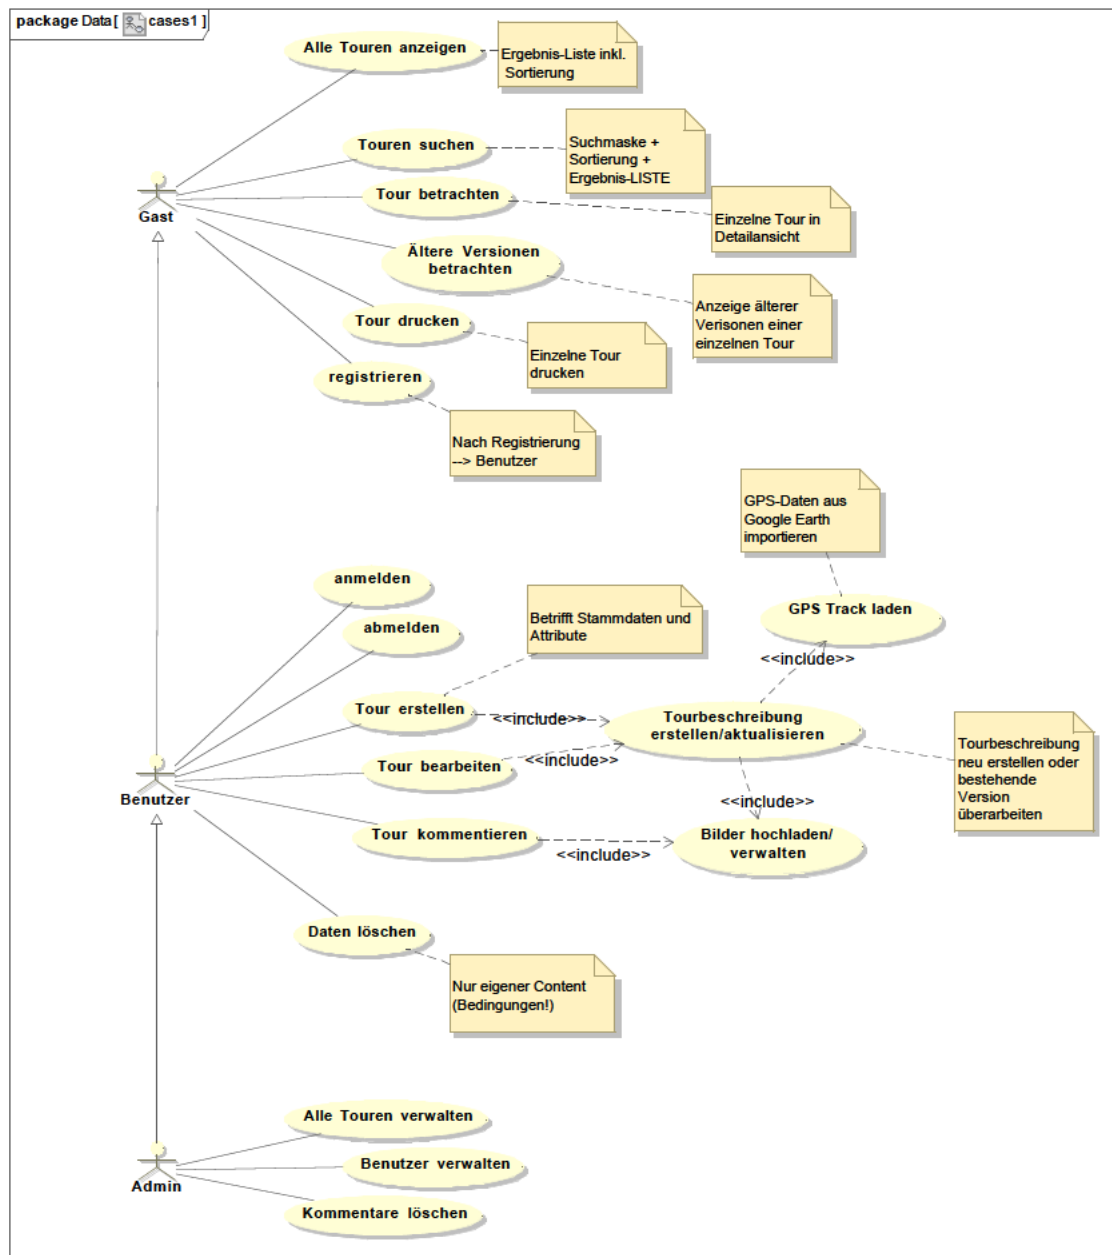 package Data [ cases1 ]
Alle Touren anzeigen
Ergebnis-Liste inkl.
Sortierung
Touren suchen
Suchmaske +
Sortierung +
Ergebnis-LISTE
Gast
Tour betrachten
Einzelne Tour in
Detailansicht
Ältere Versionen
betrachten
Anzeige älterer
Verisonen einer
einzelnen Tour
Tour drucken
Einzelne Tour
drucken
registrieren
Nach Registrierung
--> Benutzer
GPS-Daten aus
Google Earth
importieren
anmelden
abmelden
Betrifft Stammdaten und
Attribute
GPS Track laden
<<include>>
Tour erstellen
<<include>>
Tourbeschreibung
erstellen/aktualisieren
Tour bearbeiten
<<include>>
Tourbeschreibung
neu erstellen oder
bestehende
Version
überarbeiten
Benutzer
<<include>>
Tour kommentieren
<<include>>
Bilder hochladen/
verwalten
Daten löschen
Nur eigener Content
(Bedingungen!)
Alle Touren verwalten
Benutzer verwalten
Admin
Kommentare löschen